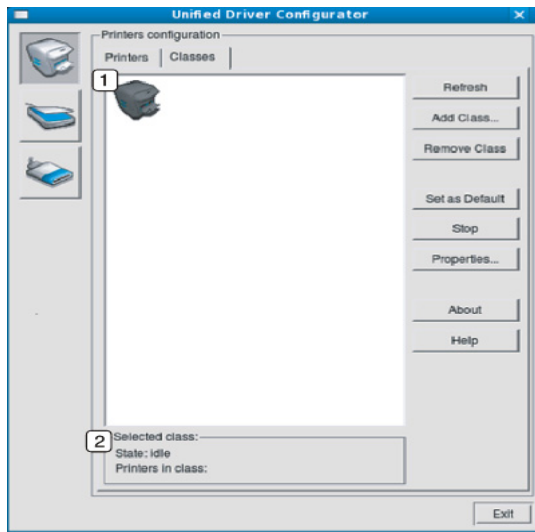 Unified Driver Configurator
Printers configuration
Printers
Classes
1
Refresh
Add Class...
Remove Class
Set as Default
Stop
Properties...
About
Help
2
Selected class:
State: idle
Printers in class:
Exit